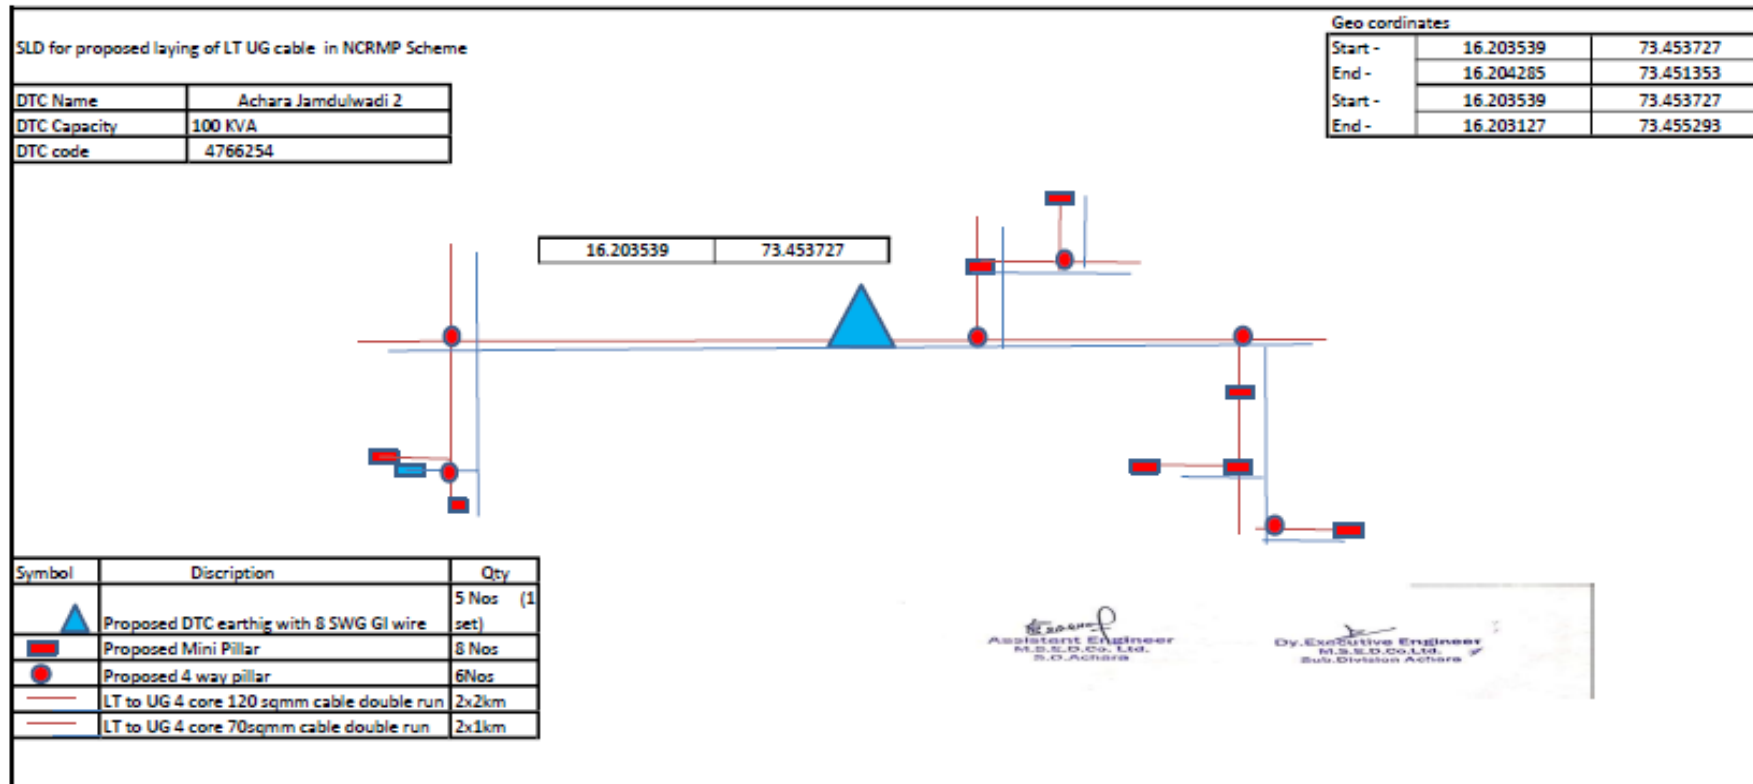 Geo cordinates
SLD for proposed laying of LT UG cable in NCRMP Scheme
Start - 16.203539 73.453727
End - 16.204285 73.451353
Start - 16.203539 73.453727
End - 16.203127 73.455293
DTC Name Achara Jamdulwadi 2
DTC Capacity 100 KVA
DTC code 4766254
16.203539 73.453727
Symbol Discription Qty
Proposed DTC earthig with 8 SWG GI wire 5 Nos (1 set)
Proposed Mini Pillar 8 Nos
Proposed 4 way pillar 6Nos
LT to UG 4 core 120 sqmm cable double run 2x2km
LT to UG 4 core 70sqmm cable double run 2x1km
Assistant Engineer
M.S.E.D.Co. Ltd.
S.O.Achara
Dy.Executive Engineer
M.S.E.D.Co.Ltd.
Sub.Division Achara